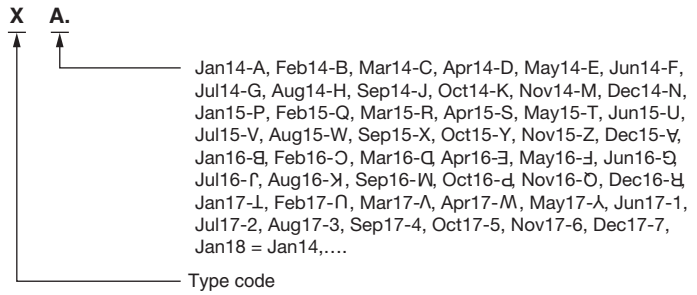 X A.
Jan14-A, Feb14-B, Mar14-C, Apr14-D, May14-E, Jun14-F,
Jul14-G, Aug14-H, Sep14-J, Oct14-K, Nov14-M, Dec14-N,
Jan15-P, Feb15-Q, Mar15-R, Apr15-S, May15-T, Jun15-U,
Jul15-V, Aug15-W, Sep15-X, Oct15-Y, Nov15-Z, Dec15-Ɐ,
Jan16-ᗺ, Feb16-Ɔ, Mar16-ᗡ, Apr16-Ǝ, May16-Ⅎ, Jun16-⅁,
Jul16-ᒋ, Aug16-ꓘ, Sep16-W, Oct16-Ԁ, Nov16-Ò, Dec16-ᴚ,
Jan17-⊥, Feb17-∩, Mar17-Λ, Apr17-M, May17-⅄, Jun17-1,
Jul17-2, Aug17-3, Sep17-4, Oct17-5, Nov17-6, Dec17-7,
Jan18 = Jan14,....
Type code